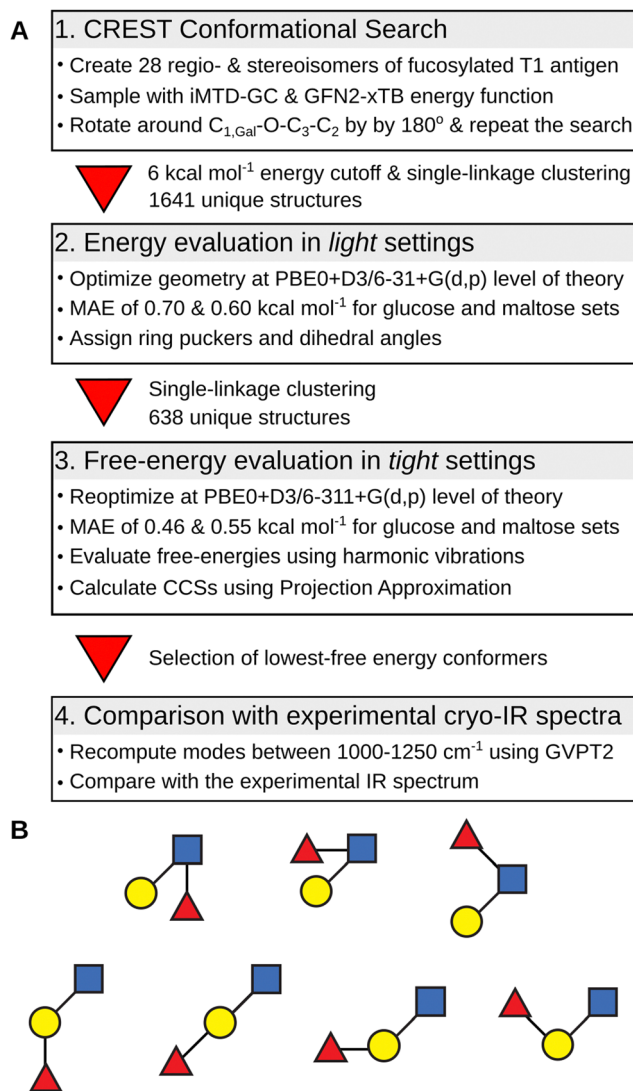 A
1. CREST Conformational Search
• Create 28 regio- & stereoisomers of fucosylated T1 antigen
• Sample with iMTD-GC & GFN2-xTB energy function
• Rotate around C1,Gal-O-C3-C2 by by 180º & repeat the search
6 kcal mol-1 energy cutoff & single-linkage clustering
1641 unique structures
2. Energy evaluation in light settings
• Optimize geometry at PBE0+D3/6-31+G(d,p) level of theory
• MAE of 0.70 & 0.60 kcal mol-1 for glucose and maltose sets
• Assign ring puckers and dihedral angles
Single-linkage clustering
638 unique structures
3. Free-energy evaluation in tight settings
• Reoptimize at PBE0+D3/6-311+G(d,p) level of theory
• MAE of 0.46 & 0.55 kcal mol-1 for glucose and maltose sets
• Evaluate free-energies using harmonic vibrations
• Calculate CCSs using Projection Approximation
Selection of lowest-free energy conformers
4. Comparison with experimental cryo-IR spectra
• Recompute modes between 1000-1250 cm-1 using GVPT2
• Compare with the experimental IR spectrum
B